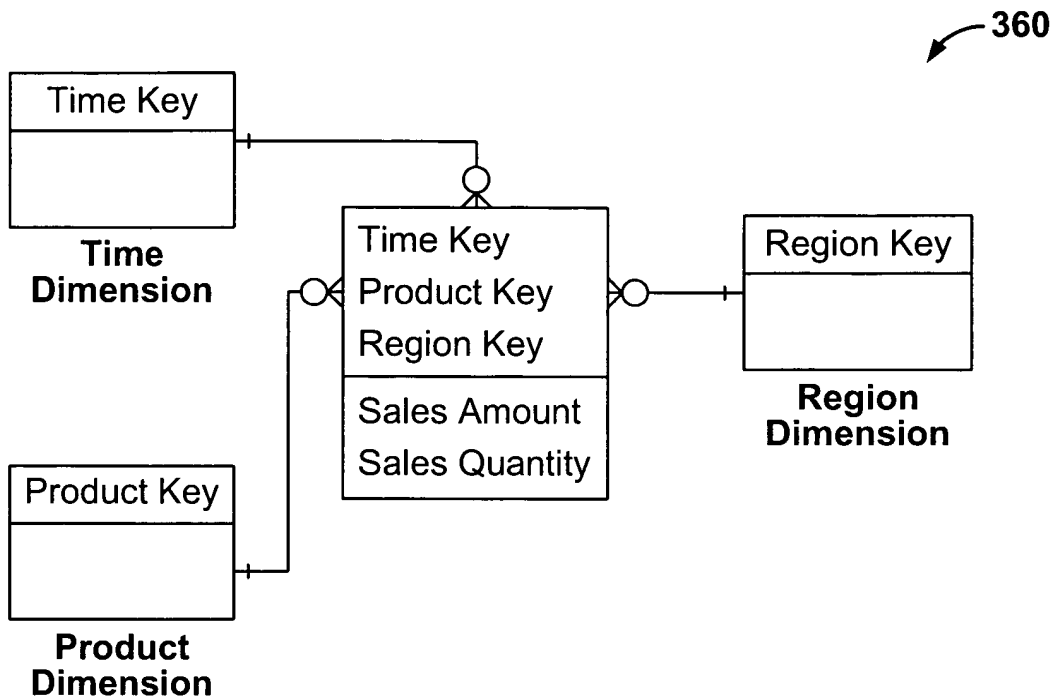 360
Time Key
Time
Dimension
Time Key
Product Key
Region Key
Sales Amount
Sales Quantity
Region Key
Region
Dimension
Product Key
Product
Dimension